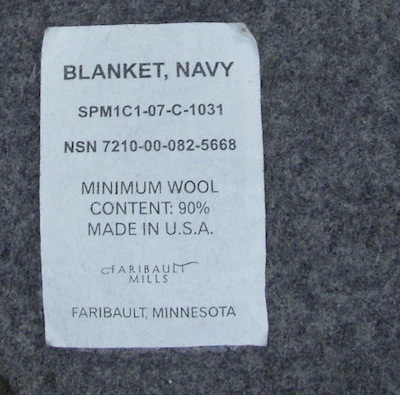 BLANKET, NAVY
SPM1C1-07-C-1031
NSN 7210-00-082-5668
MINIMUM WOOL
CONTENT: 90%
MADE IN U.S.A.
FARIBAULT
MILLS
FARIBAULT, MINNESOTA